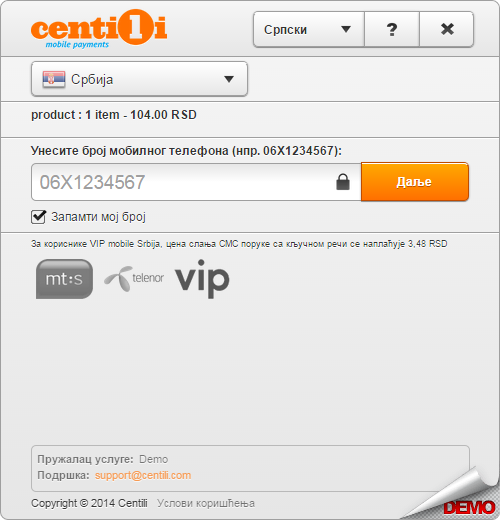 centili
mobile payments
Српски
?
Србија
product : 1 item - 104.00 RSD
Унесите број мобилног телефона (нпр. 06X1234567):
06X1234567
Даље
Запамти мој број
За кориснике VIP mobile Srbija, цена слања СМС поруке са кључном речи се наплаћује 3,48 RSD
mt:s telenor vip
Пружалац услуге: Demo
Подршка: support@centili.com
Copyright © 2014 Centili Услови коришћења
DEMO